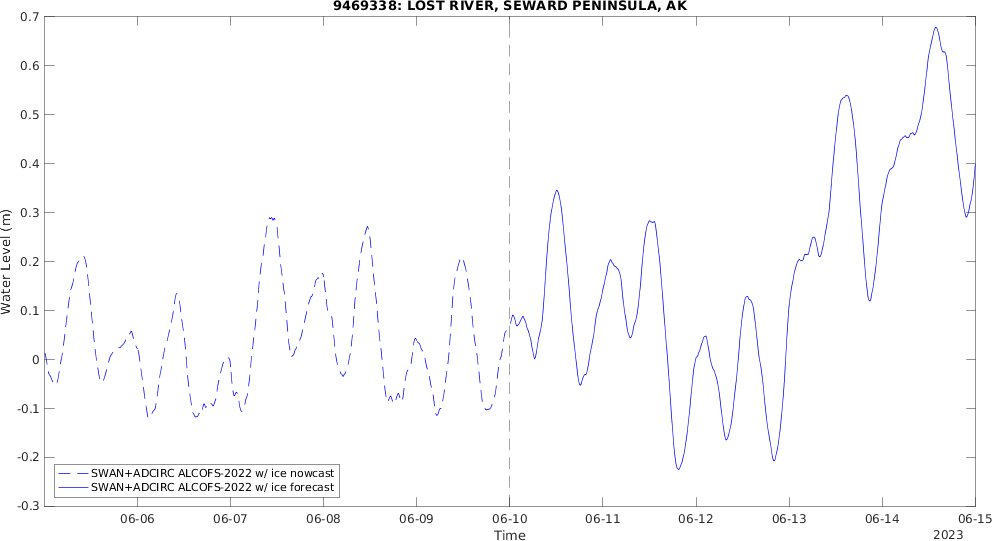 9469338: LOST RIVER, SEWARD PENINSULA, AK
0.7
0.6
0.5
0.4
0.3
0.2
0.1
0
-0.1
-0.2
-0.3
Water Level (m)
SWAN+ADCIRC ALCOFS-2022 w/ ice nowcast
SWAN+ADCIRC ALCOFS-2022 w/ ice forecast
06-06 06-07 06-08 06-09 06-10 06-11 06-12 06-13 06-14 06-15
Time
2023